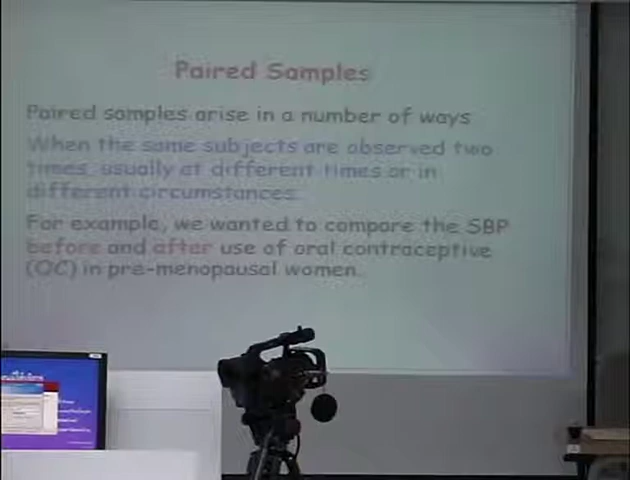 Paired Samples
Paired samples arise in a number of ways
When the same subjects are observed two
times, usually at different times or in
different circumstances.
For example, we wanted to compare the SBP
before and after use of oral contraceptive
(OC) in pre-menopausal women.